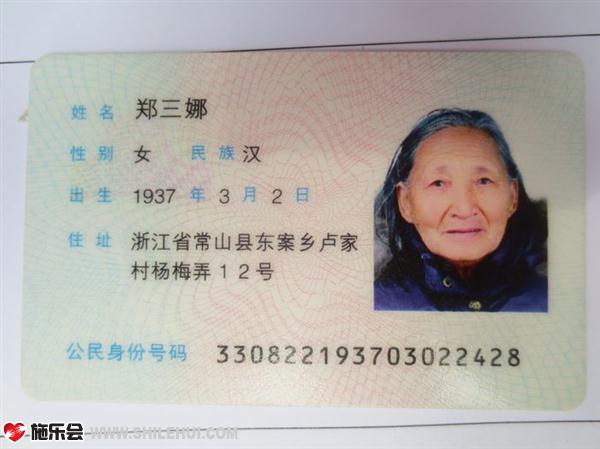 姓名 郑三娜
性别 女 民族 汉
出生 1937 年 3 月 2 日
住址 浙江省常山县东案乡卢家
村杨梅弄12号
公民身份号码 330822193703022428
施乐会 WWW.SHILEHUI.COM